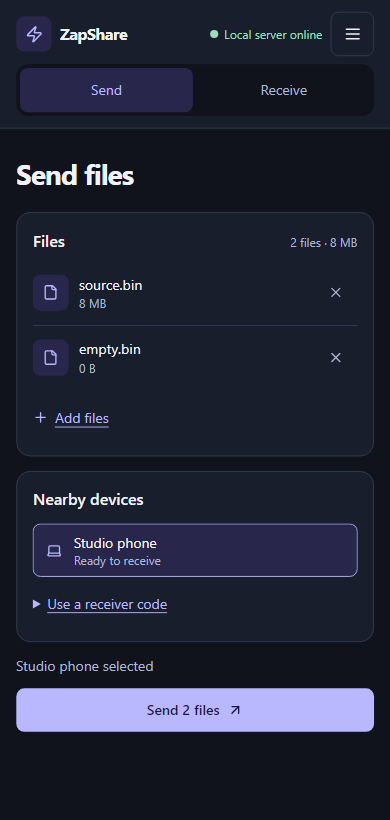 ZapShare
Local server online
Send
Receive
Send files
Files
2 files · 8 MB
source.bin
8 MB
empty.bin
0 B
Add files
Nearby devices
Studio phone
Ready to receive
Use a receiver code
Studio phone selected
Send 2 files